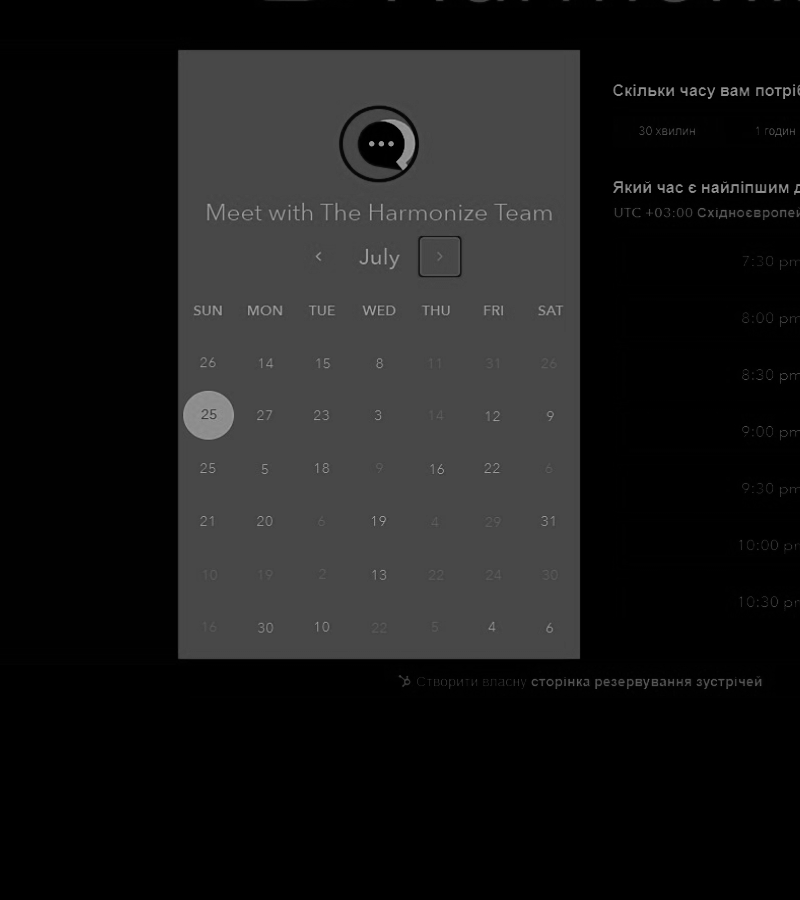 Meet with The Harmonize Team
July
SUN MON TUE WED THU FRI SAT
26 14 15 8 11 31 26
25 27 23 3 14 12 9
25 5 18 9 16 22 6
21 20 6 19 4 29 31
10 19 2 13 22 24 30
16 30 10 22 5 4 6
Скільки часу вам
30 хвилин 1 годин
Який час є найліпшим
UTC +03:00
7:30 pm
8:00 pm
8:30 pm
9:00 pm
9:30 pm
10:00
10:30
Створити власну сторінка резервування зустрічей